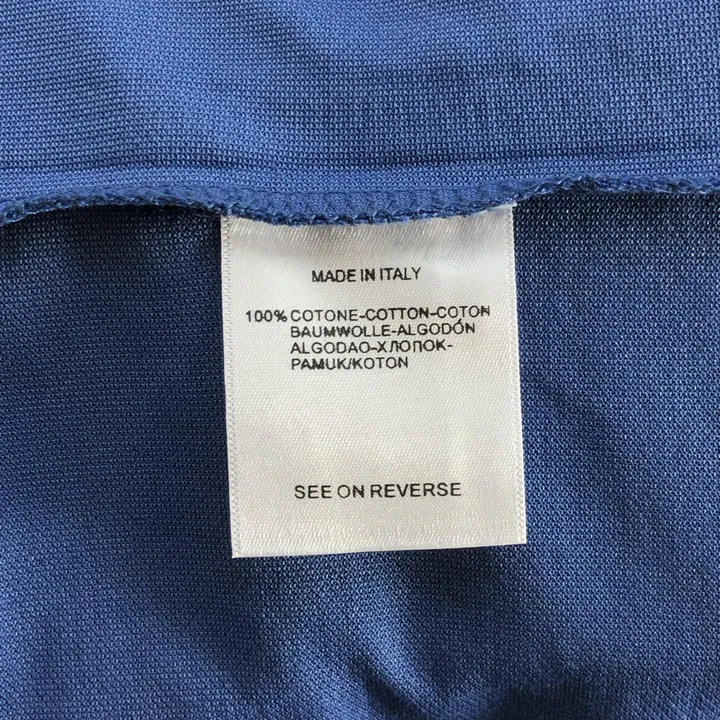 MADE IN ITALY
100% COTONE-COTTON-COTON
BAUMWOLLE-ALGODÓN
ALGODAO-ХЛОПОК-
PAMUK/KOTON
SEE ON REVERSE